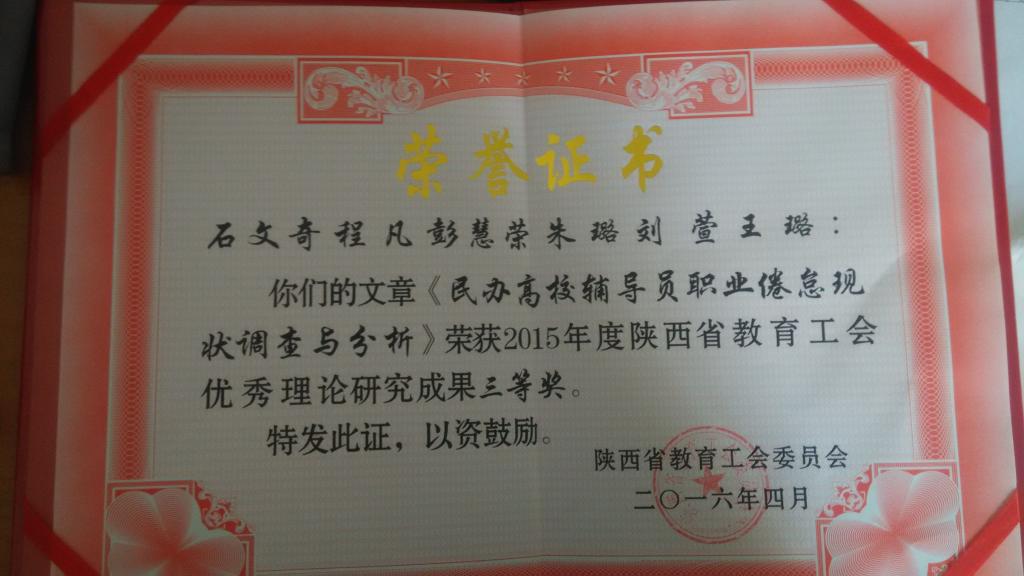 荣誉证书
石文奇程凡彭慧荣朱璐刘萱王璐：
你们的文章《民办高校辅导员职业倦怠现
状调查与分析》荣获2015年度陕西省教育工会
优秀理论研究成果三等奖。
特发此证，以资鼓励。
陕西省教育工会委员会
二〇一六年四月